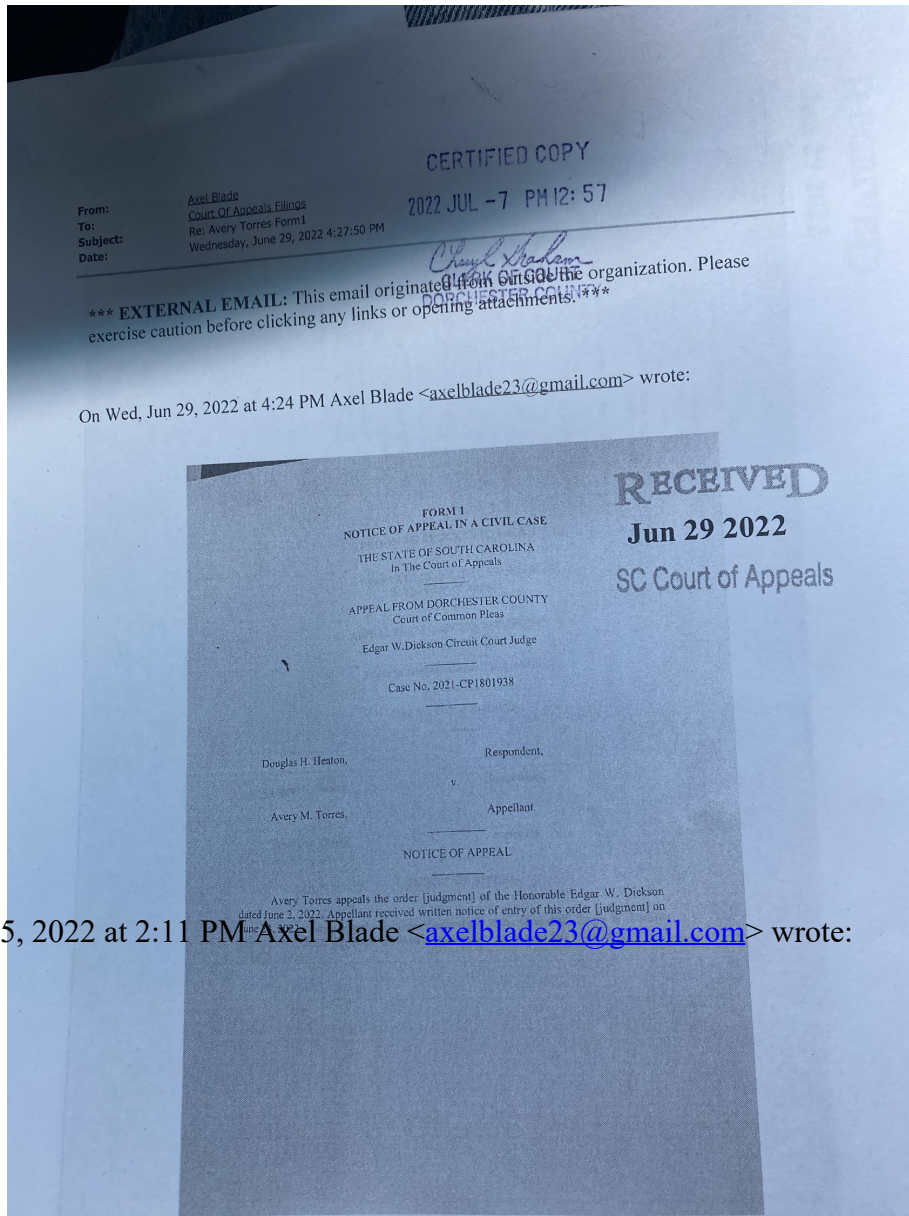 CERTIFIED COPY
2022 JUL -7 PM 12: 57
From: Axel Blade
To: Court Of Appeals Filings
Subject: Re: Avery Torres Form1
Date: Wednesday, June 29, 2022 4:27:50 PM
Cheryl Graham
CLERK OF COURT
DORCHESTER COUNTY
*** EXTERNAL EMAIL: This email originated from outside the organization. Please
exercise caution before clicking any links or opening attachments. ***
On Wed, Jun 29, 2022 at 4:24 PM Axel Blade <axelblade23@gmail.com> wrote:
RECEIVED
Jun 29 2022
SC Court of Appeals
FORM 1
NOTICE OF APPEAL IN A CIVIL CASE
THE STATE OF SOUTH CAROLINA
In The Court of Appeals
APPEAL FROM DORCHESTER COUNTY
Court of Common Pleas
Edgar W.Dickson Circuit Court Judge
Case No. 2021-CP1801938
Douglas H. Heaton, Respondent,
v.
Avery M. Torres, Appellant.
NOTICE OF APPEAL
Avery Torres appeals the order [judgment] of the Honorable Edgar W. Dickson
dated June 2, 2022. Appellant received written notice of entry of this order [judgment] on
5, 2022 at 2:11 PM Axel Blade <axelblade23@gmail.com> wrote: